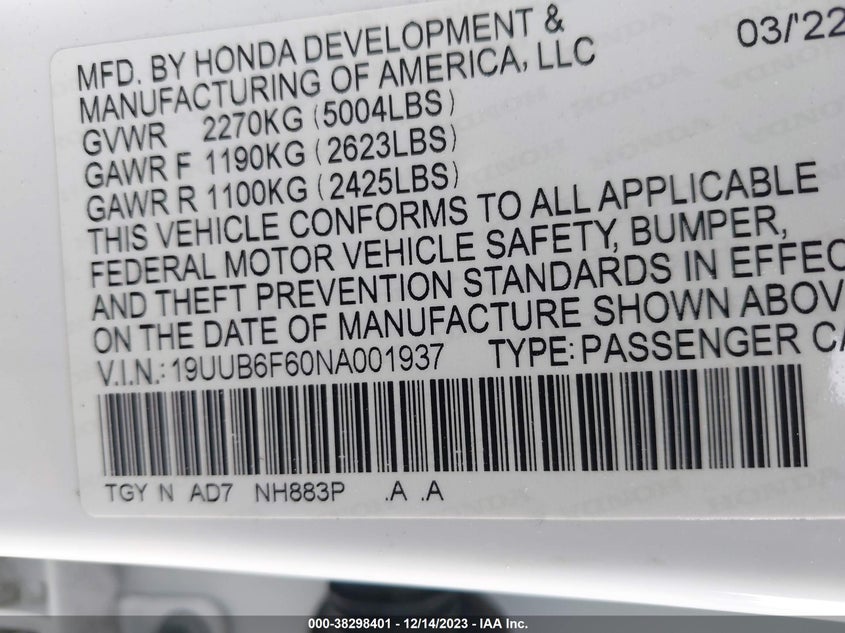 03/'22
MFD. BY HONDA DEVELOPMENT &
MANUFACTURING OF AMERICA, LLC
GVWR 2270KG (5004LBS)
GAWR F 1190KG (2623LBS)
GAWR R 1100KG (2425LBS)
THIS VEHICLE CONFORMS TO ALL APPLICABLE
FEDERAL MOTOR VEHICLE SAFETY, BUMPER,
AND THEFT PREVENTION STANDARDS IN EFFEC
ON THE DATE OF MANUFACTURE SHOWN ABOV
V.I.N.: 19UUB6F60NA001937 TYPE: PASSENGER CA
TGY N AD7 NH883P .A .A
000-38298401 - 12/14/2023 - IAA Inc.